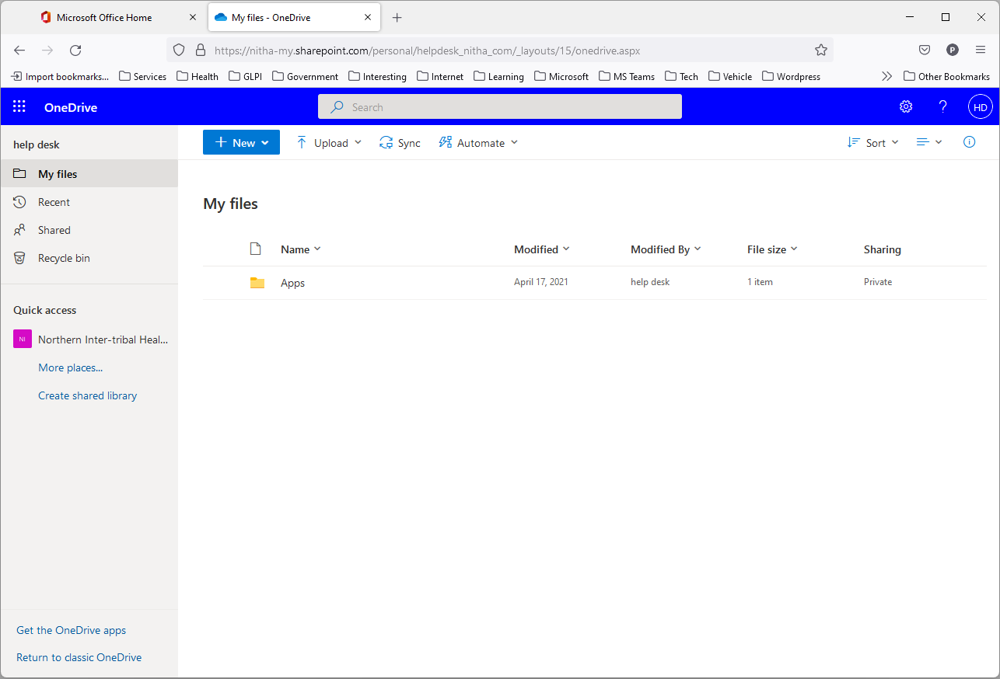 Microsoft Office Home
My files - OneDrive
https://nitha-my.sharepoint.com/personal/helpdesk_nitha_com/_layouts/15/onedrive.aspx
P
Import bookmarks... Services Health GLPI Government Interesting Internet Learning Microsoft MS Teams Tech Vehicle Wordpress Other Bookmarks
OneDrive
Search
?
HD
help desk
My files
Recent
Shared
Recycle bin
Quick access
NI Northern Inter-tribal Heal...
More places...
Create shared library
Get the OneDrive apps
Return to classic OneDrive
New Upload Sync Automate Sort
My files
Name Modified Modified By File size Sharing
Apps April 17, 2021 help desk 1 item Private